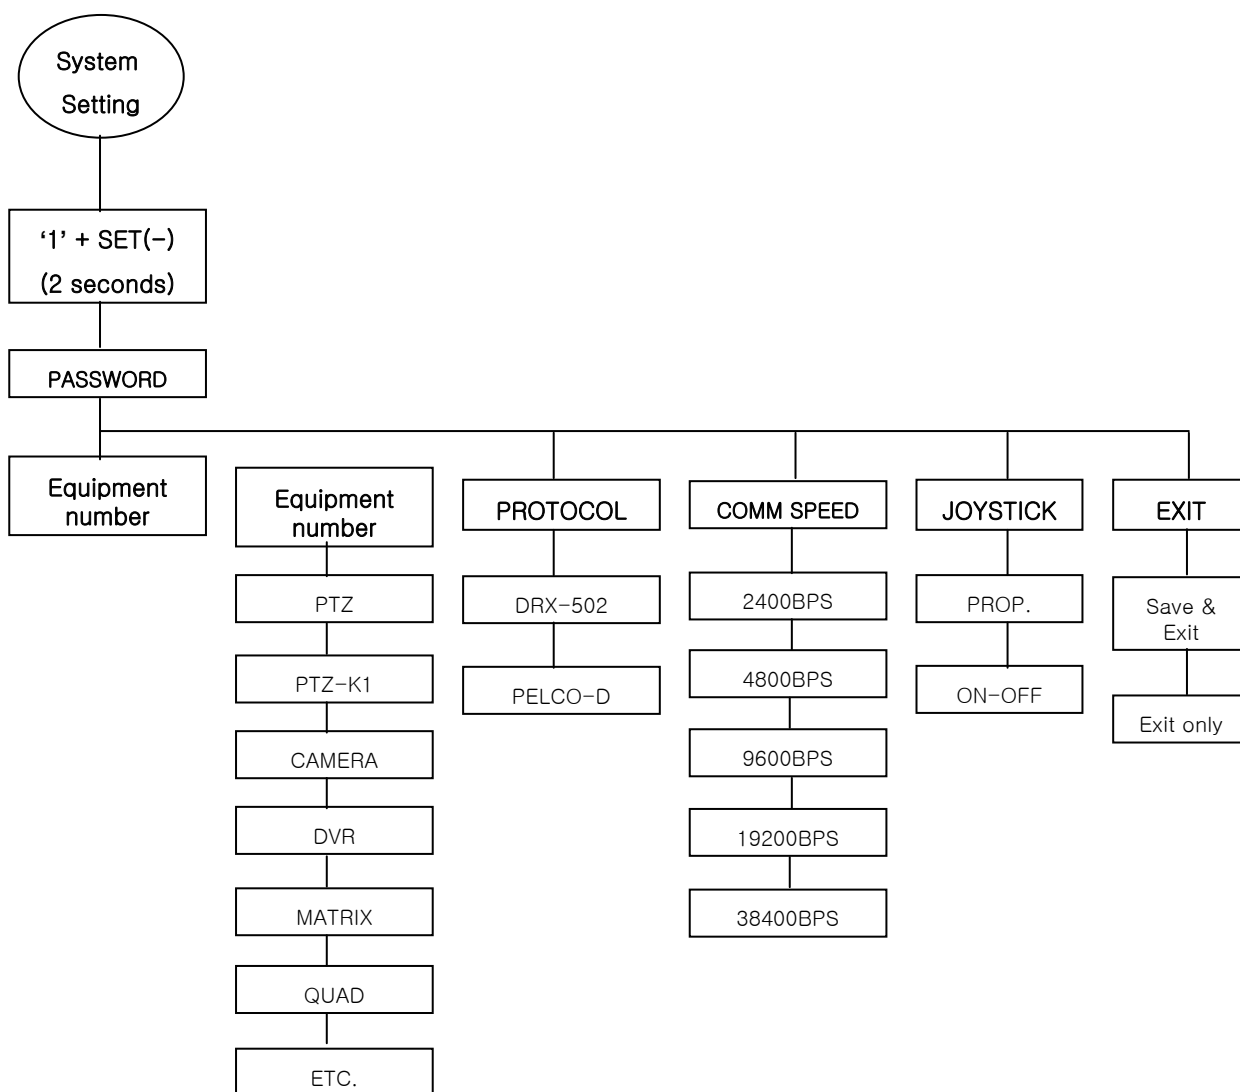 System
Setting
‘1’ + SET(-)
(2 seconds)
PASSWORD
Equipment
number
Equipment
number
PTZ
PTZ-K1
CAMERA
DVR
MATRIX
QUAD
ETC.
PROTOCOL
DRX-502
PELCO-D
COMM SPEED
2400BPS
4800BPS
9600BPS
19200BPS
38400BPS
JOYSTICK
PROP.
ON-OFF
EXIT
Save &
Exit
Exit only